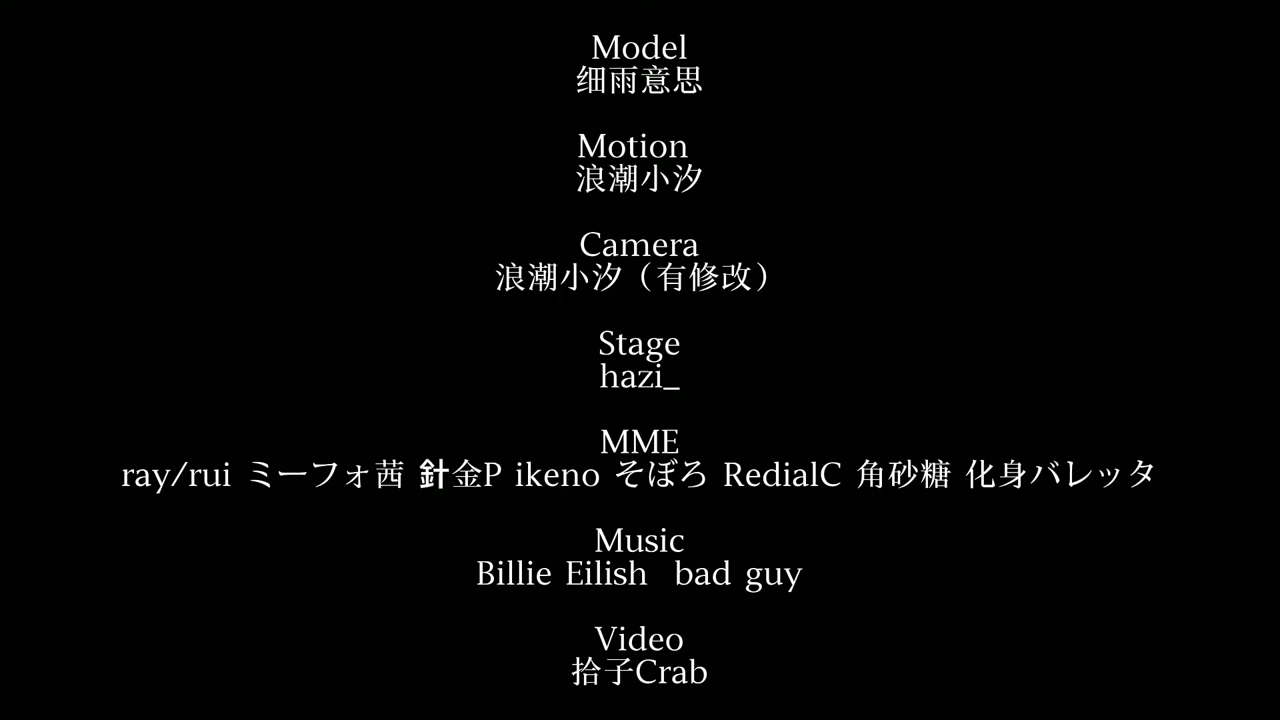 Model
细雨意思
Motion
浪潮小汐
Camera
浪潮小汐（有修改）
Stage
hazi_
MME
ray/rui ミーフォ茜 針金P ikeno そぼろ RedialC 角砂糖 化身バレッタ
Music
Billie Eilish  bad guy
Video
拾子Crab